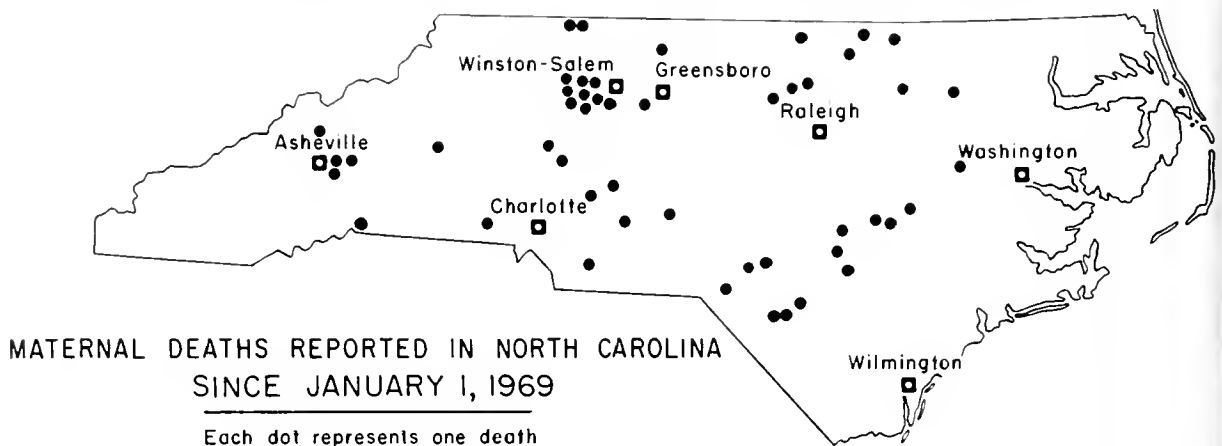 Winston-Salem
Greensboro
Raleigh
Asheville
Washington
Charlotte
MATERNAL DEATHS REPORTED IN NORTH CAROLINA
SINCE JANUARY 1, 1969
Wilmington
Each dot represents one death